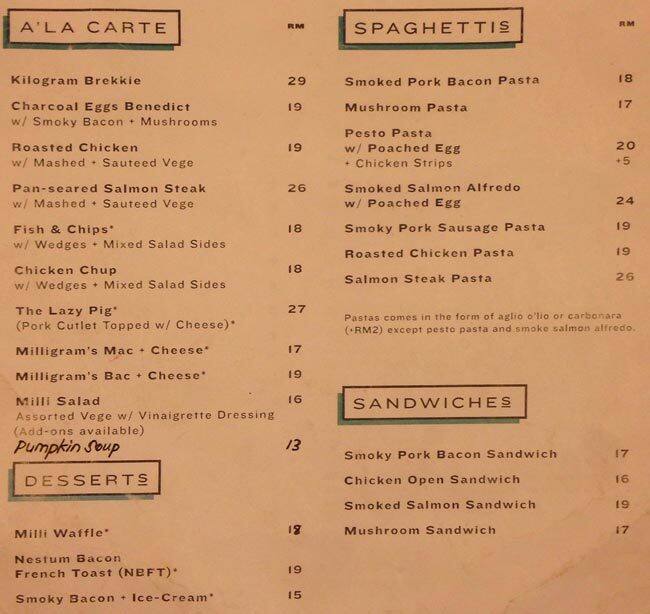 A'LA CARTE RM
Kilogram Brekkie 29
Charcoal Eggs Benedict 19
w/ Smoky Bacon + Mushrooms
Roasted Chicken 19
w/ Mashed + Sauteed Vege
Pan-seared Salmon Steak 26
w/ Mashed + Sauteed Vege
Fish & Chips* 18
w/ Wedges + Mixed Salad Sides
Chicken Chup 18
w/ Wedges + Mixed Salad Sides
The Lazy Pig* 27
(Pork Cutlet Topped w/ Cheese)*
Milligram's Mac + Cheese* 17
Milligram's Bac + Cheese* 19
Milli Salad 16
Assorted Vege w/ Vinaigrette Dressing
(Add-ons available)
Pumpkin Soup 13
DESSERTS
Milli Waffle* 18
Nestum Bacon
French Toast (NBFT)* 19
Smoky Bacon + Ice-Cream* 15
SPAGHETTIS RM
Smoked Pork Bacon Pasta 18
Mushroom Pasta 17
Pesto Pasta
w/ Poached Egg 20
+ Chicken Strips +5
Smoked Salmon Alfredo
w/ Poached Egg 24
Smoky Pork Sausage Pasta 19
Roasted Chicken Pasta 19
Salmon Steak Pasta 26
Pastas comes in the form of aglio o'lio or carbonara
(+RM2) except pesto pasta and smoke salmon alfredo.
SANDWICHES
Smoky Pork Bacon Sandwich 17
Chicken Open Sandwich 16
Smoked Salmon Sandwich 19
Mushroom Sandwich 17